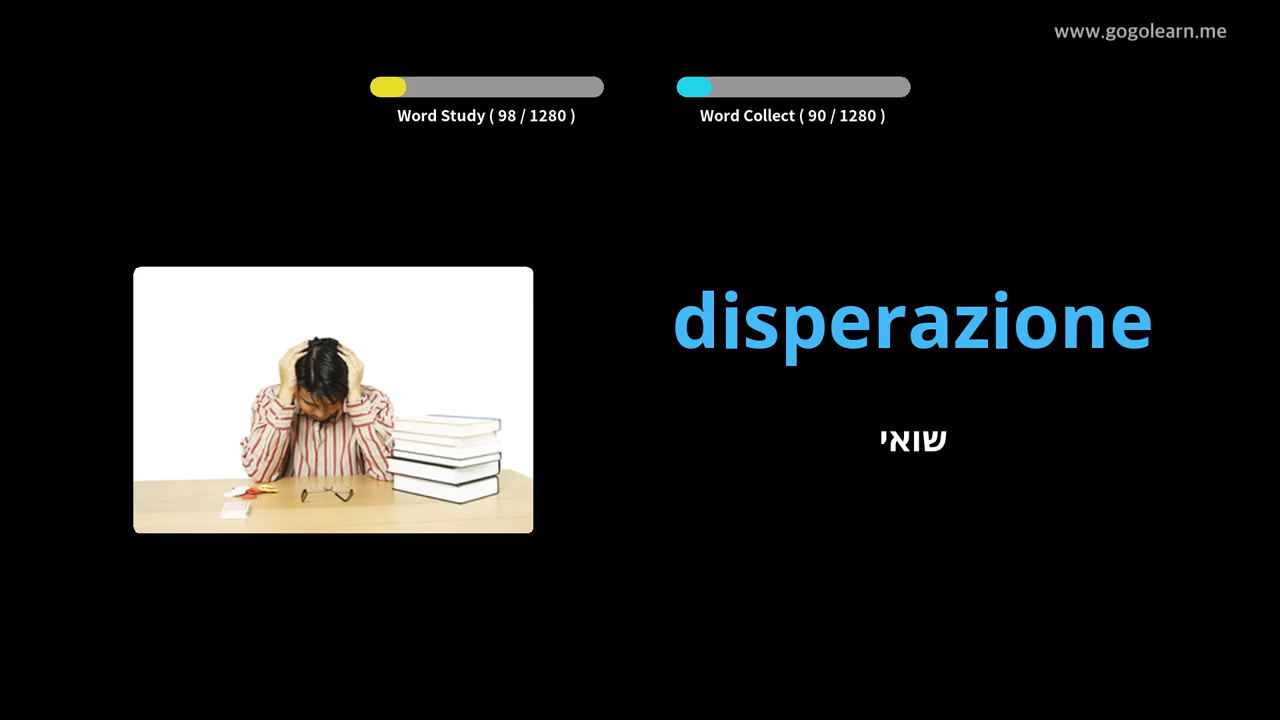 www.gogolearn.me
Word Study ( 98 / 1280 )
Word Collect ( 90 / 1280 )
disperazione
שואי